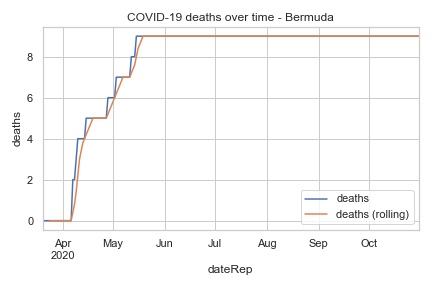 COVID-19 deaths over time - Bermuda
deaths
8
6
4
2
0
Apr May Jun Jul Aug Sep Oct
2020
dateRep
deaths
deaths (rolling)